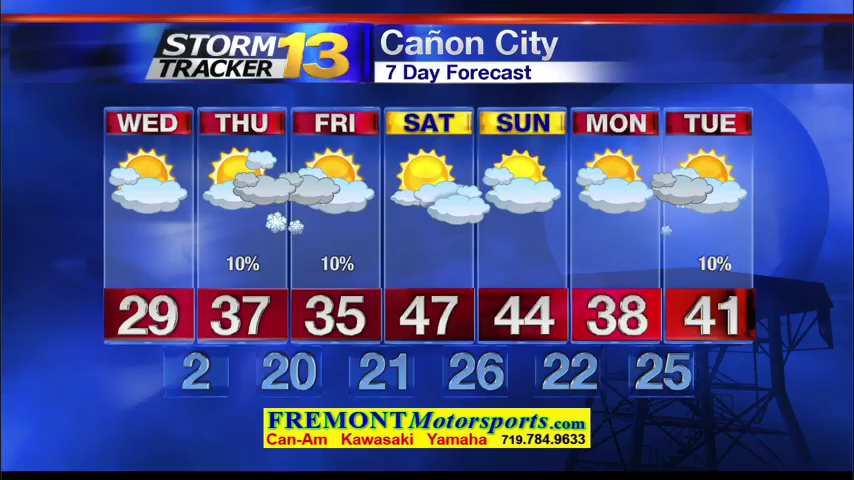 STORM
TRACKER 13
Cañon City
7 Day Forecast
WED THU FRI SAT SUN MON TUE
10% 10% 10%
29 37 35 47 44 38 41
2 20 21 26 22 25
FREMONTMotorsports.com
Can-Am Kawasaki Yamaha 719.784.9633